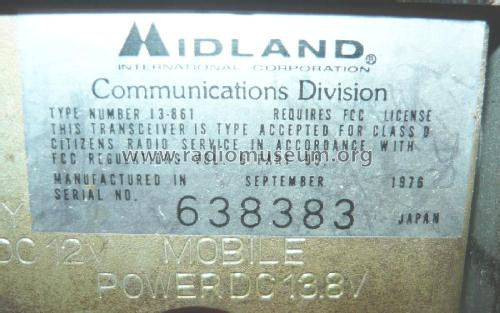 MIDLAND®
INTERNATIONAL CORPORATION
Communications Division
TYPE NUMBER 13-861 REQUIRES FCC LICENSE
THIS TRANSCEIVER IS TYPE ACCEPTED FOR CLASS D
CITIZENS RADIO SERVICE IN ACCORDANCE WITH
FCC REGULATIONS
www.radiomuseum.org
MANUFACTURED IN SEPTEMBER 1976
SERIAL NO. 638383 JAPAN
Y
DC 12V MOBILE
POWER DC 13.8V